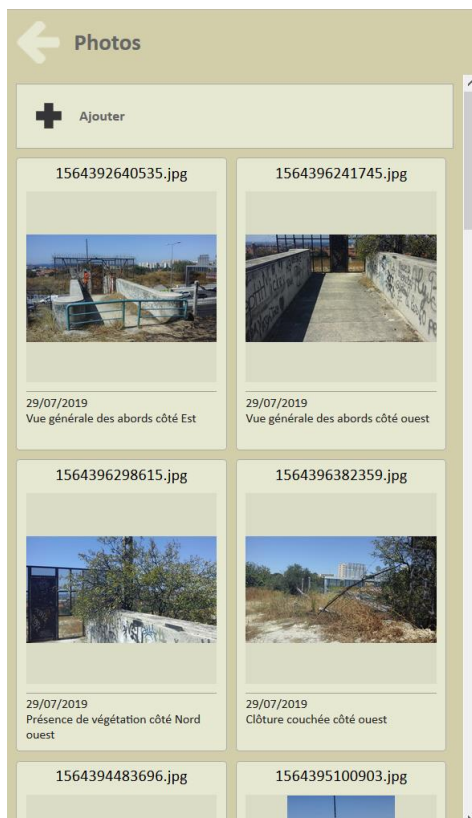 Photos
Ajouter
1564392640535.jpg
1564396241745.jpg
29/07/2019
Vue générale des abords côté Est
29/07/2019
Vue générale des abords côté ouest
1564396298615.jpg
1564396382359.jpg
29/07/2019
Présence de végétation côté Nord
ouest
29/07/2019
Clôture couchée côté ouest
1564394483696.jpg
1564395100903.jpg